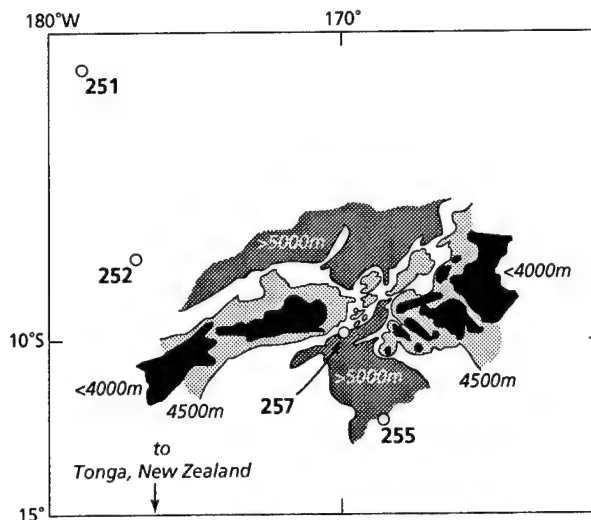 180°W
170°
251
>5000m
252
<4000m
10°S
>5000m
<4000m
4500m
4500m
257
255
to
Tonga, New Zealand
15°